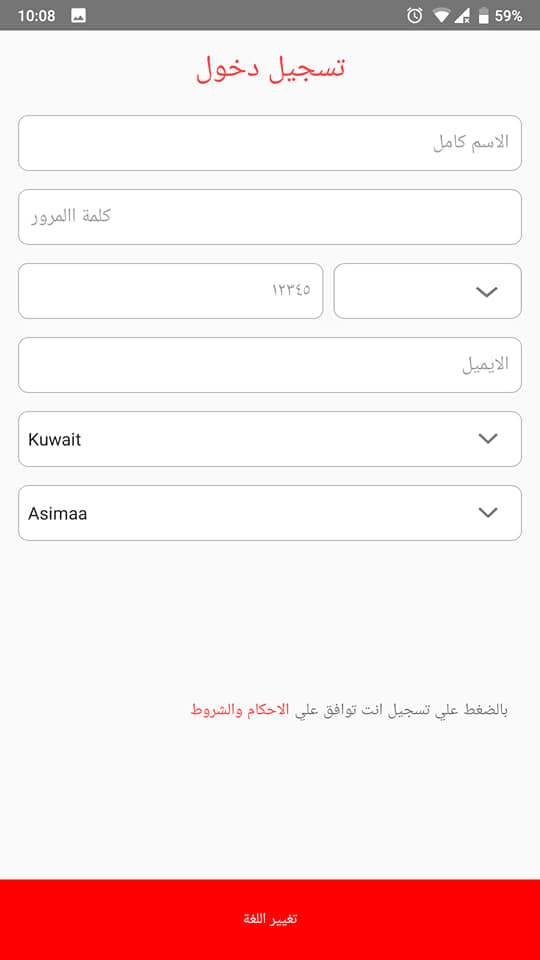 10:08
59%
تسجيل دخول
الاسم كامل
كلمة االمرور
١٢٣٤٥
الايميل
Kuwait
Asimaa
بالضغط علي تسجيل انت توافق علي الاحكام والشروط
تغيير اللغة